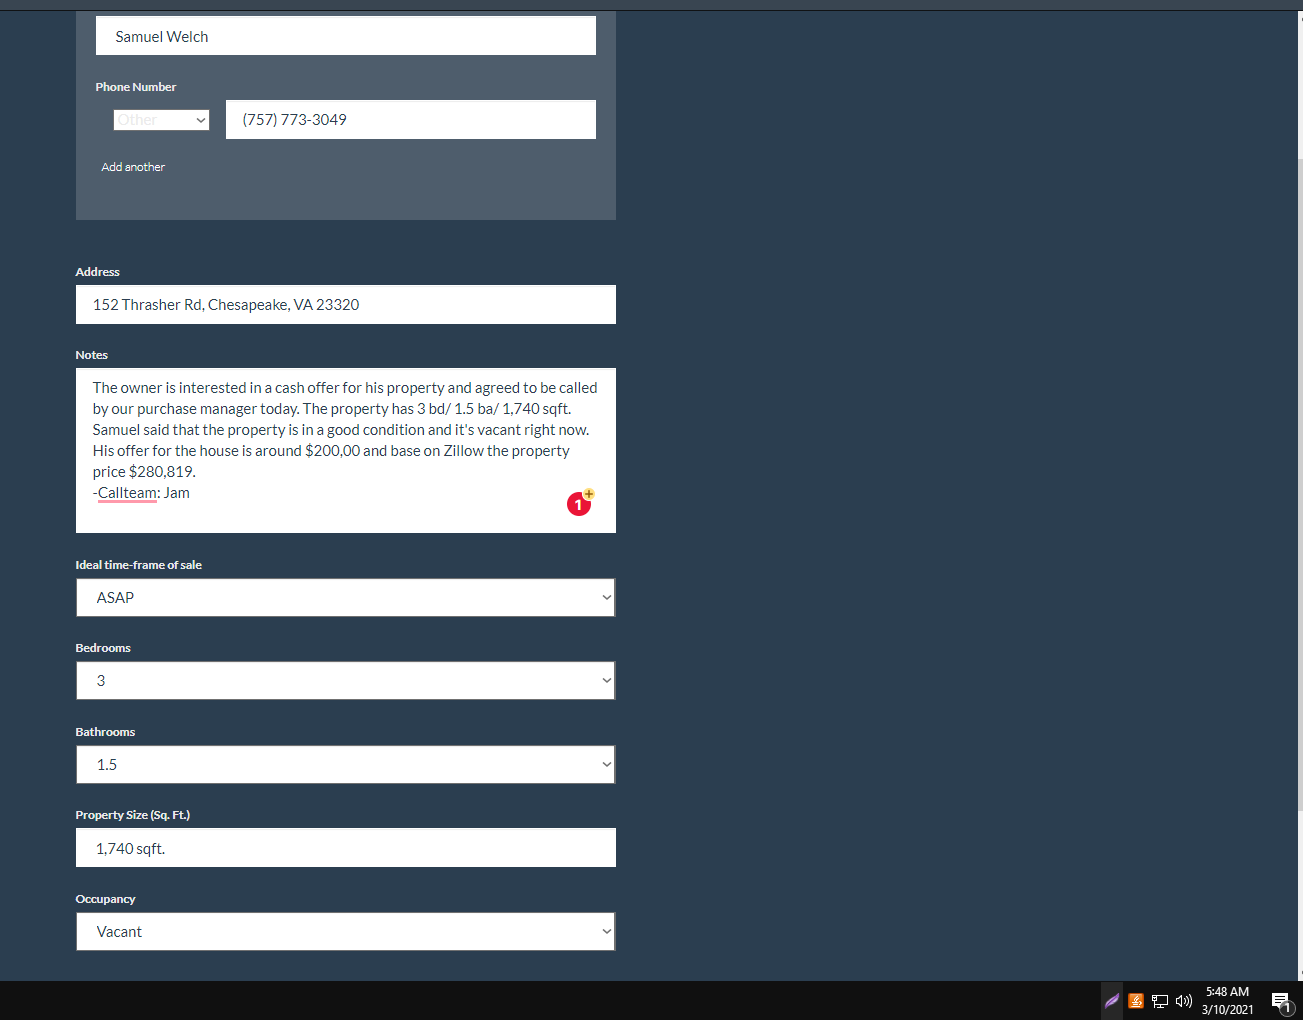 Samuel Welch
Phone Number
Other
(757) 773-3049
Add another
Address
152 Thrasher Rd, Chesapeake, VA 23320
Notes
The owner is interested in a cash offer for his property and agreed to be called
by our purchase manager today. The property has 3 bd/ 1.5 ba/ 1,740 sqft.
Samuel said that the property is in a good condition and it's vacant right now.
His offer for the house is around $200,00 and base on Zillow the property
price $280,819.
-Callteam: Jam
1
Ideal time-frame of sale
ASAP
Bedrooms
3
Bathrooms
1.5
Property Size (Sq. Ft.)
1,740 sqft.
Occupancy
Vacant
5:48 AM
3/10/2021
1